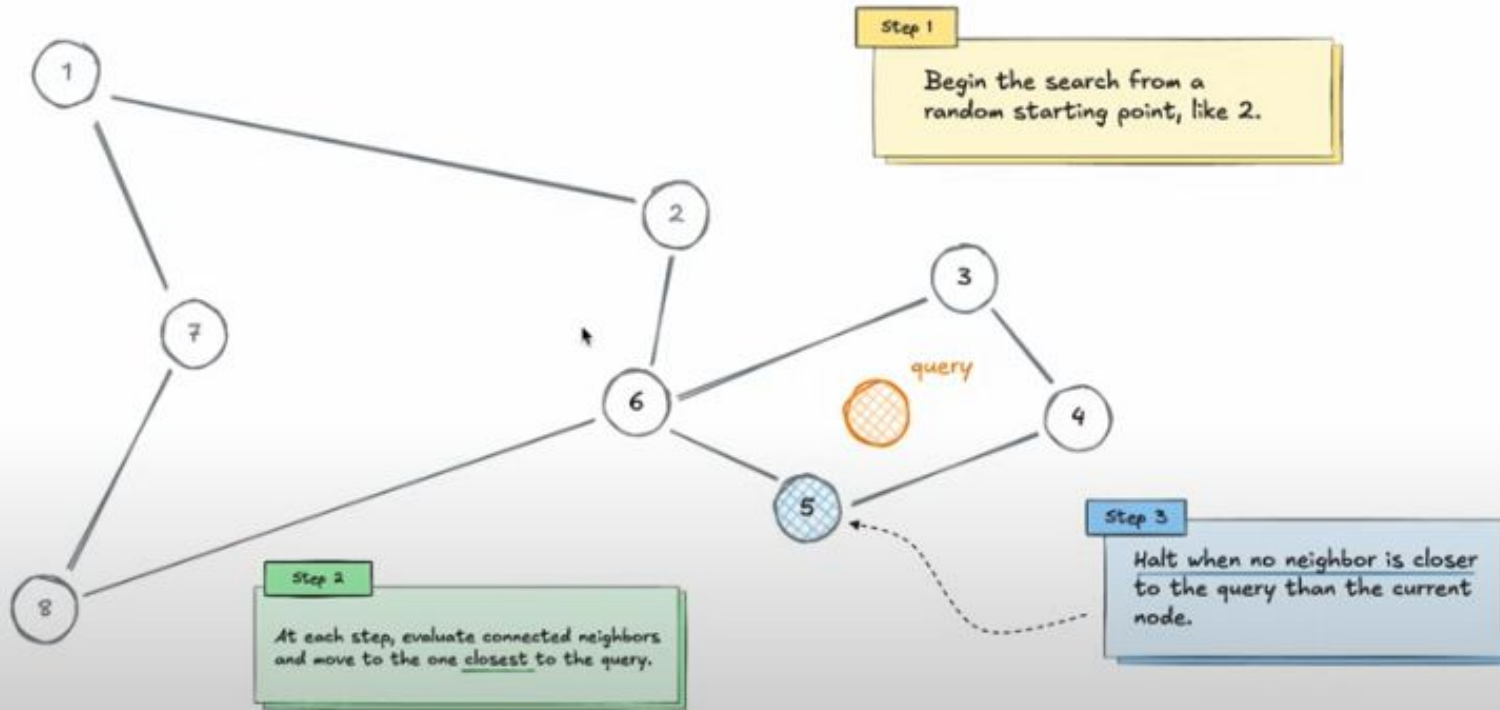 Step 1
Begin the search from a
random starting point, like 2.
1
2
3
query
7
6
4
5
8
Step 3
Halt when no neighbor is closer
to the query than the current
node.
Step 2
At each step, evaluate connected neighbors
and move to the one closest to the query.